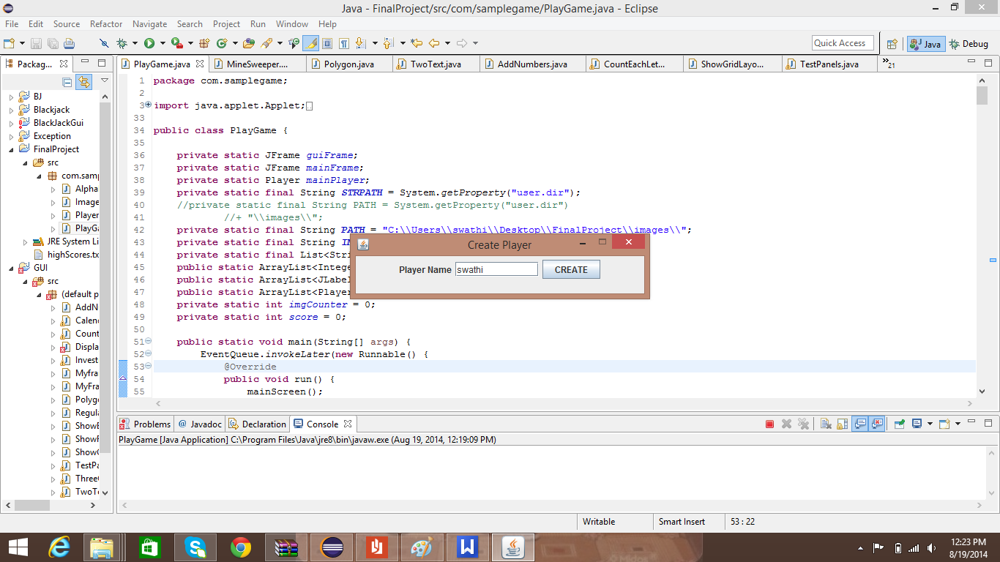 Java - FinalProject/src/com/samplegame/PlayGame.java - Eclipse
File Edit Source Refactor Navigate Search Project Run Window Help
Quick Access
Java
Debug
Packag...
PlayGame.java
MineSweeper....
Polygon.java
TwoText.java
AddNumbers.java
CountEachLet...
ShowGridLayo...
TestPanels.java
21
BJ
Blackjack
BlackJackGui
Exception
FinalProject
src
com.samp
Alpha
Image
Player
PlayGa
JRE System Li
highScores.tx
GUI
src
(default p
AddN
Calen
Count
Displa
Invest
Myfra
MyFra
Polygo
Regula
ShowB
ShowF
ShowG
TestPa
Three
TwoTe
1 package com.samplegame;
2
3 import java.applet.Applet;
33
34 public class PlayGame {
35
36 private static JFrame guiFrame;
37 private static JFrame mainFrame;
38 private static Player mainPlayer;
39 private static final String STRPATH = System.getProperty("user.dir");
40 //private static final String PATH = System.getProperty("user.dir")
41 //+ "\\images\\";
42 private static final String PATH = "C:\\Users\\swathi\\Desktop\\FinalProject\\images\\";
43 private static final String
44 private static final List<Stri
45 public static ArrayList<Intege
46 public static ArrayList<JLabel
47 public static ArrayList<Player
48 private static int imgCounter = 0;
49 private static int score = 0;
50
51 public static void main(String[] args) {
52 EventQueue.invokeLater(new Runnable() {
53 @Override
54 public void run() {
55 mainScreen();
Create Player
Player Name swathi CREATE
Problems @ Javadoc Declaration Console
PlayGame [Java Application] C:\Program Files\Java\jre8\bin\javaw.exe (Aug 19, 2014, 12:19:09 PM)
Writable Smart Insert 53 : 22
12:23 PM
8/19/2014